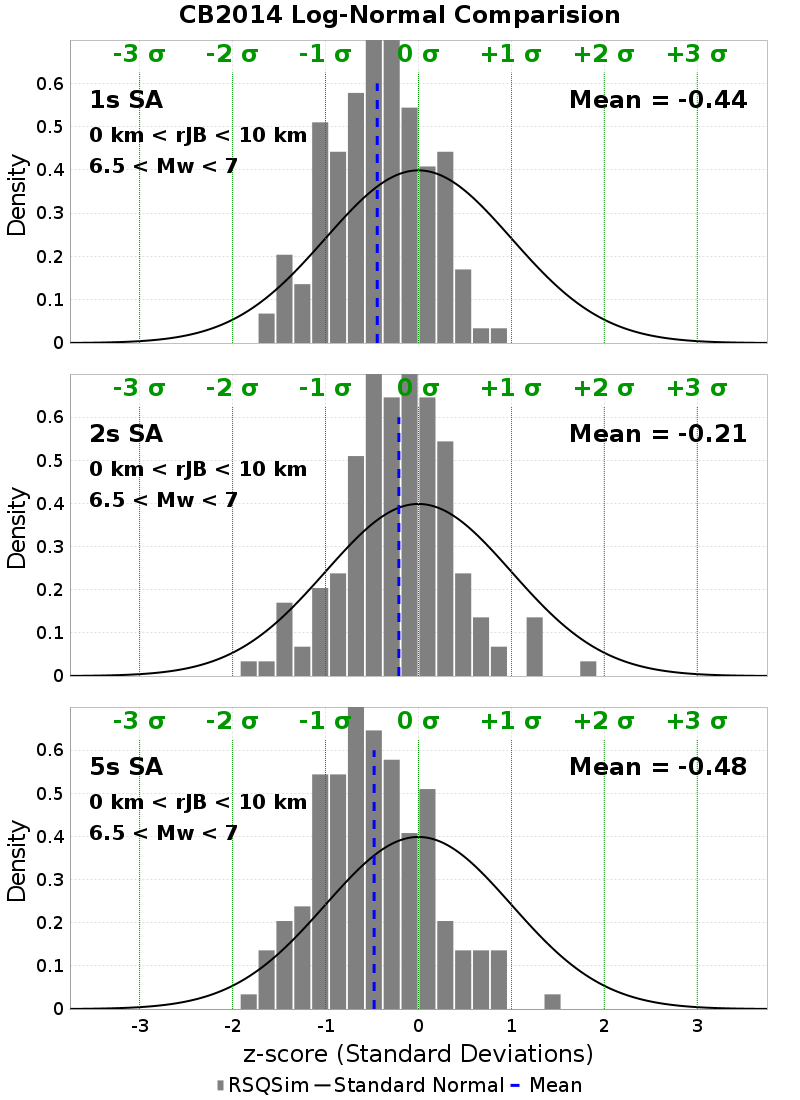 CB2014 Log-Normal Comparision
-3 σ -2 σ -1 σ 0 σ +1 σ +2 σ +3 σ
0.6
1s SA Mean = -0.44
0.5
0 km < rJB < 10 km
6.5 < Mw < 7
0.4
0.3
0.2
0.1
0
Density
-3 σ -2 σ -1 σ 0 σ +1 σ +2 σ +3 σ
0.6
2s SA Mean = -0.21
0.5
0 km < rJB < 10 km
6.5 < Mw < 7
0.4
0.3
0.2
0.1
0
Density
-3 σ -2 σ -1 σ 0 σ +1 σ +2 σ +3 σ
0.6
5s SA Mean = -0.48
0.5
0 km < rJB < 10 km
6.5 < Mw < 7
0.4
0.3
0.2
0.1
0
Density
-3 -2 -1 0 1 2 3
z-score (Standard Deviations)
RSQSim Standard Normal Mean